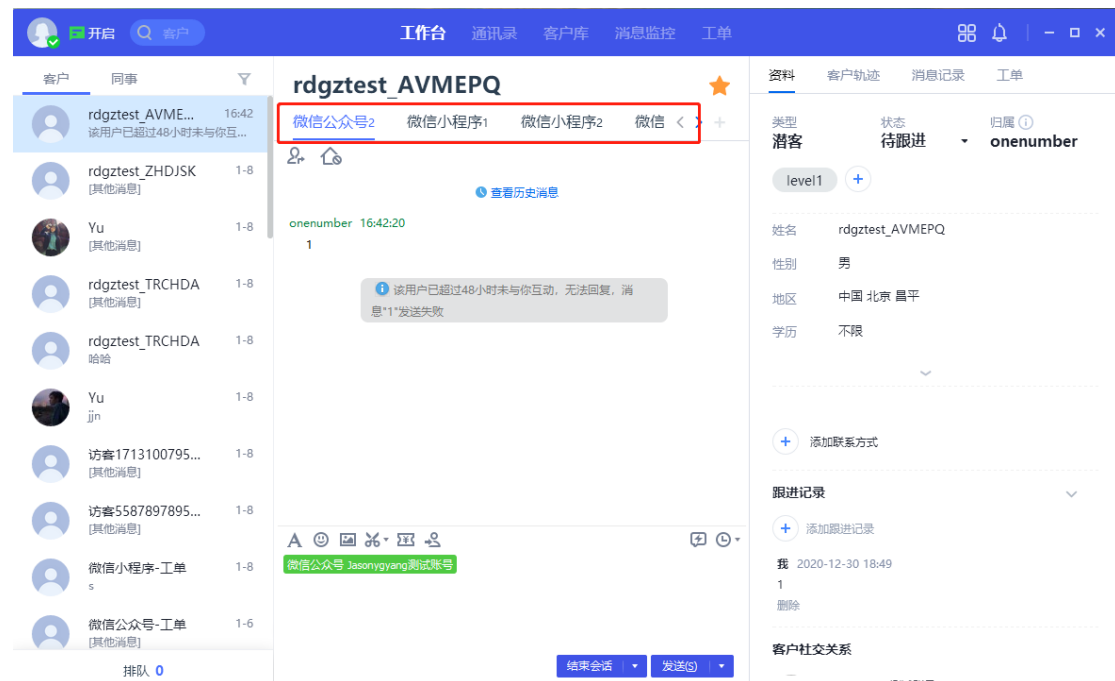 开启
客户
工作台
通讯录
客户库
消息监控
工单
客户
同事
rdgztest_AVME...
16:42
该用户已超过48小时未与你互...
rdgztest_ZHDJSK
1-8
[其他消息]
Yu
1-8
[其他消息]
rdgztest_TRCHDA
1-8
[其他消息]
rdgztest_TRCHDA
1-8
哈哈
Yu
1-8
jjn
访客1713100795...
1-8
[其他消息]
访客5587897895...
1-8
[其他消息]
微信小程序-工单
1-8
s
微信公众号-工单
1-6
[其他消息]
排队 0
rdgztest_AVMEPQ
微信公众号2
微信小程序1
微信小程序2
微信
查看历史消息
onenumber 16:42:20
1
该用户已超过48小时未与你互动，无法回复，消
息"1"发送失败
微信公众号 Jasonygyang测试账号
结束会话
发送(S)
资料
客户轨迹
消息记录
工单
类型
状态
归属
潜客
待跟进
onenumber
level1
姓名
rdgztest_AVMEPQ
性别
男
地区
中国 北京 昌平
学历
不限
添加联系方式
跟进记录
添加跟进记录
我 2020-12-30 18:49
1
删除
客户社交关系